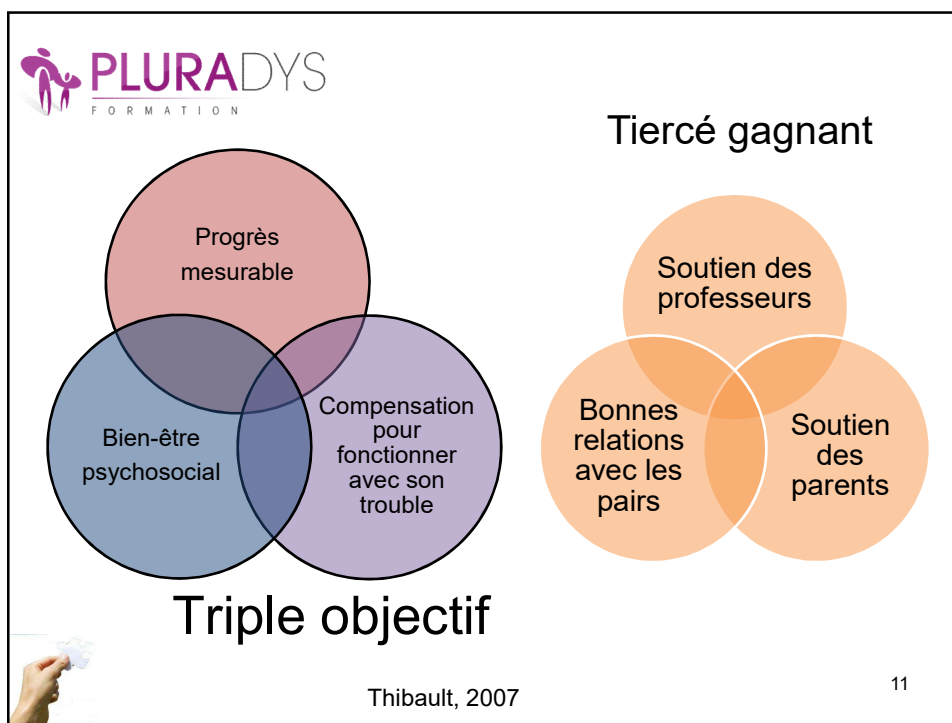 PLURADYS
FORMATION
Tiercé gagnant
Progrès
mesurable
Bien-être
psychosocial
Compensation
pour
fonctionner
avec son
trouble
Soutien des
professeurs
Bonnes
relations
avec les
pairs
Soutien
des
parents
Triple objectif
Thibault, 2007
11